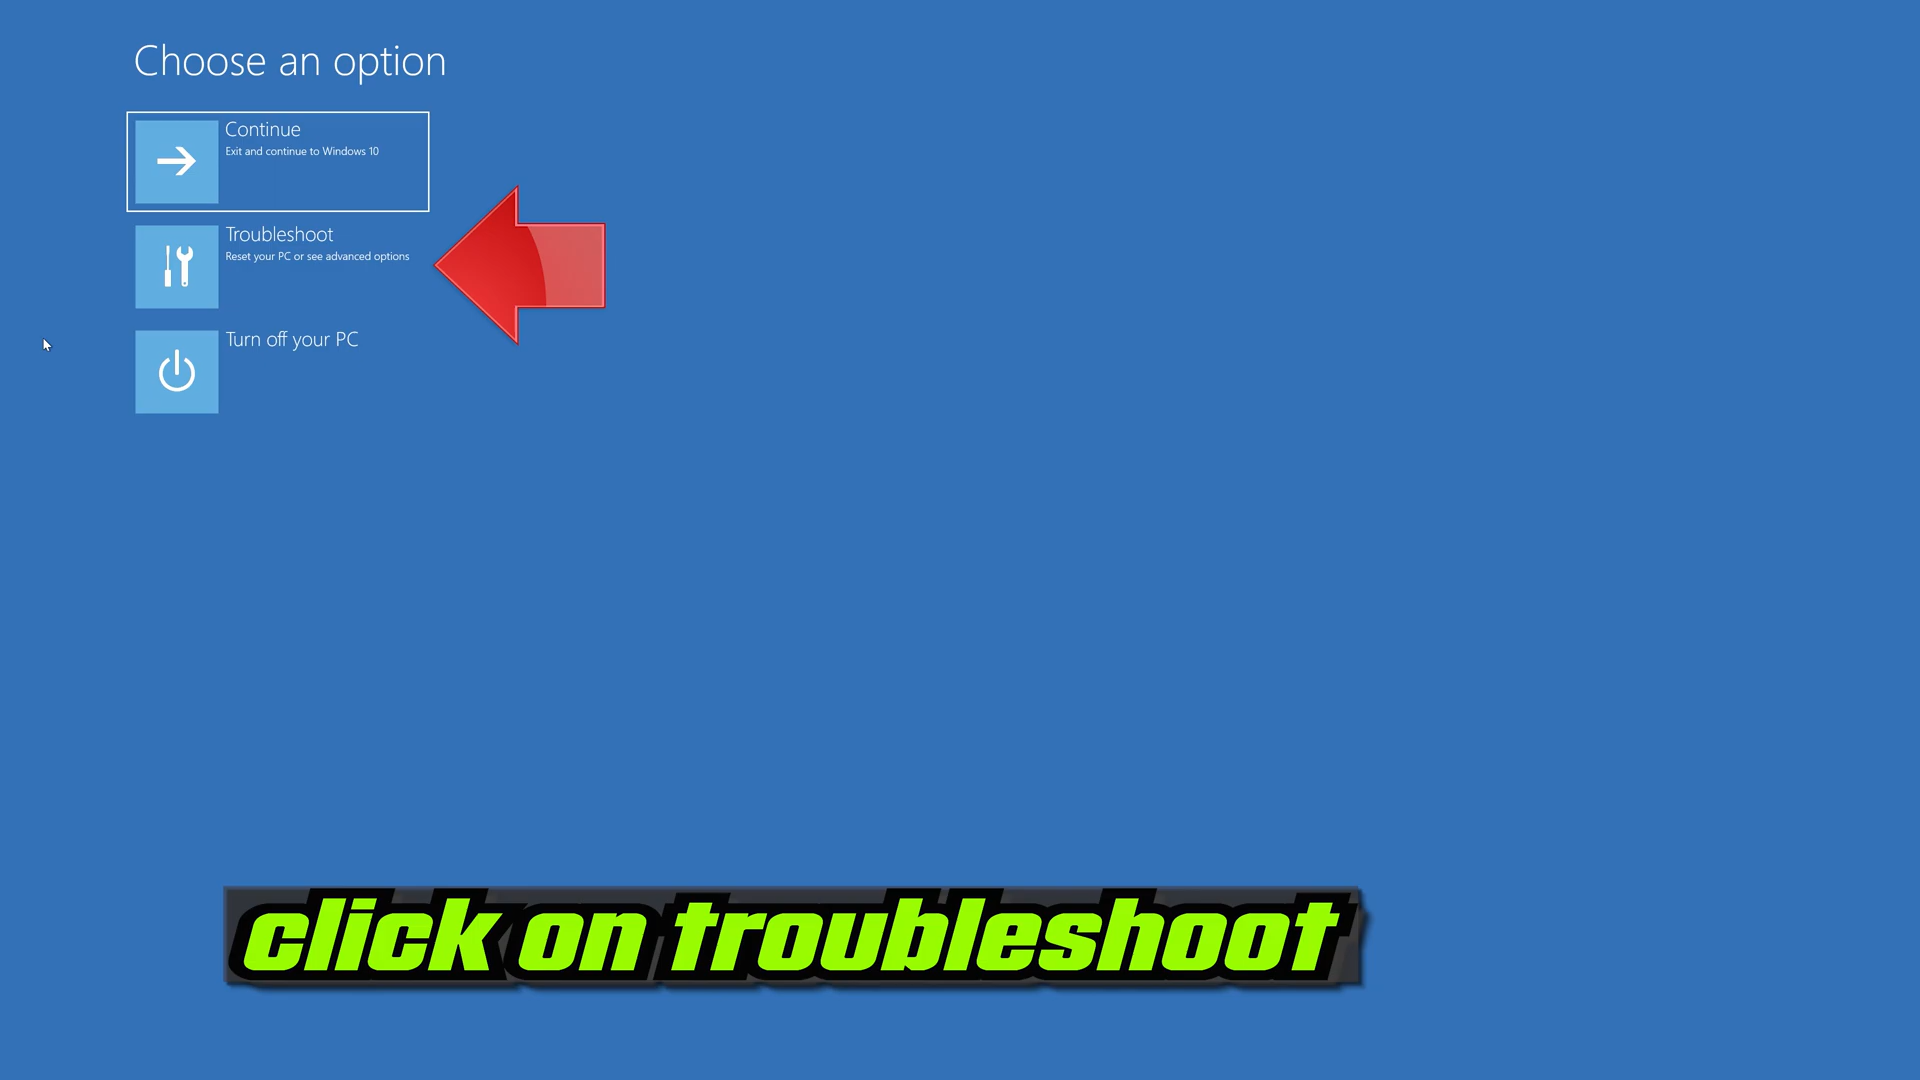 Choose an option
Continue
Exit and continue to Windows 10
Troubleshoot
Reset your PC or see advanced options
Turn off your PC
click on troubleshoot